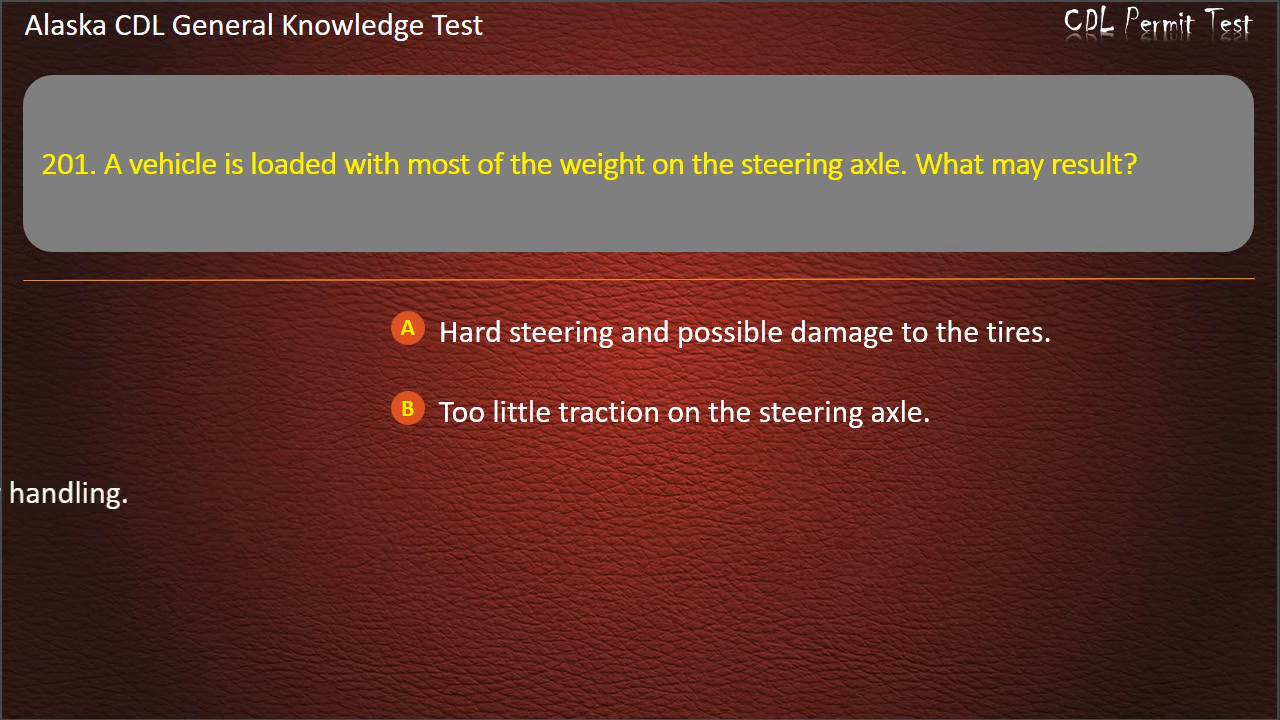 Alaska CDL General Knowledge Test
CDL Permit Test
201. A vehicle is loaded with most of the weight on the steering axle. What may result?
A Hard steering and possible damage to the tires.
B Too little traction on the steering axle.
handling.